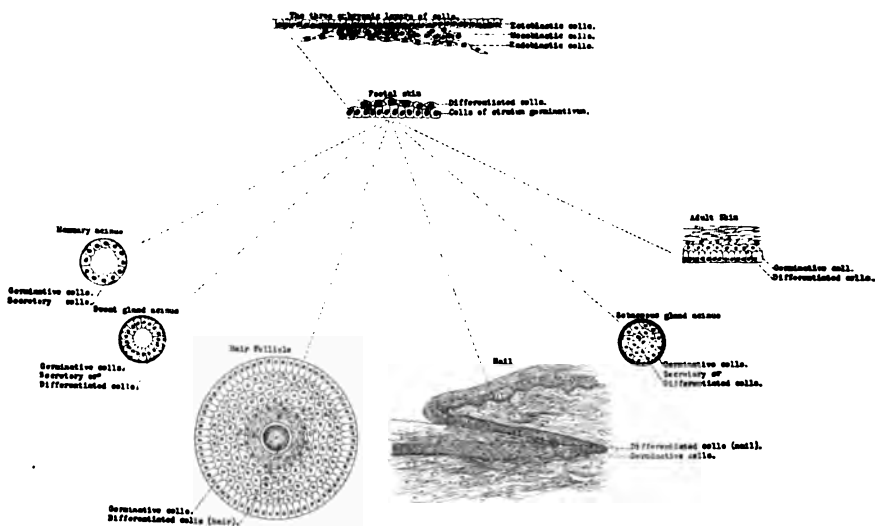 The three embryonic layers of cells.
Ectoblastic cells.
Mesoblastic cells.
Endoblastic cells.
Foetal skin
Differentiated cells.
Cells of stratum germinativum.
Mammary acinus
Adult Skin
Germinative cell.
Differentiated cells.
Germinative cells.
Secretory cells.
Sweat gland acinus
Sebaceous gland acinus
Germinative cells.
Secretory or
Differentiated cells.
Hair Follicle
Nail
Germinative cells.
Secretory or
Differentiated cells.
Differentiated cells (nail).
Germinative cells.
Germinative cells.
Differentiated cells (hair).